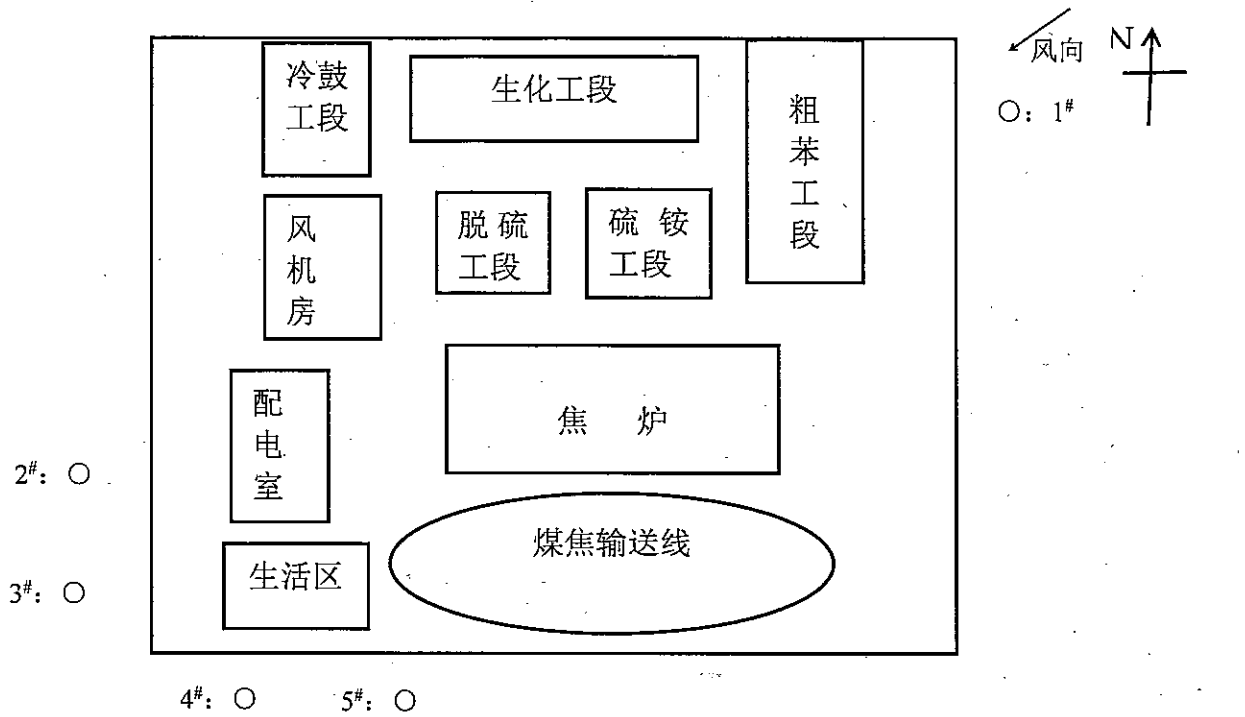 冷鼓
工段
生化工段
粗
苯
工
段
风向
N
○：1#
风
机
房
脱硫
工段
硫铵
工段
配
电
室
焦 炉
2#：○
煤焦输送线
生活区
3#：○
4#：○ 5#：○